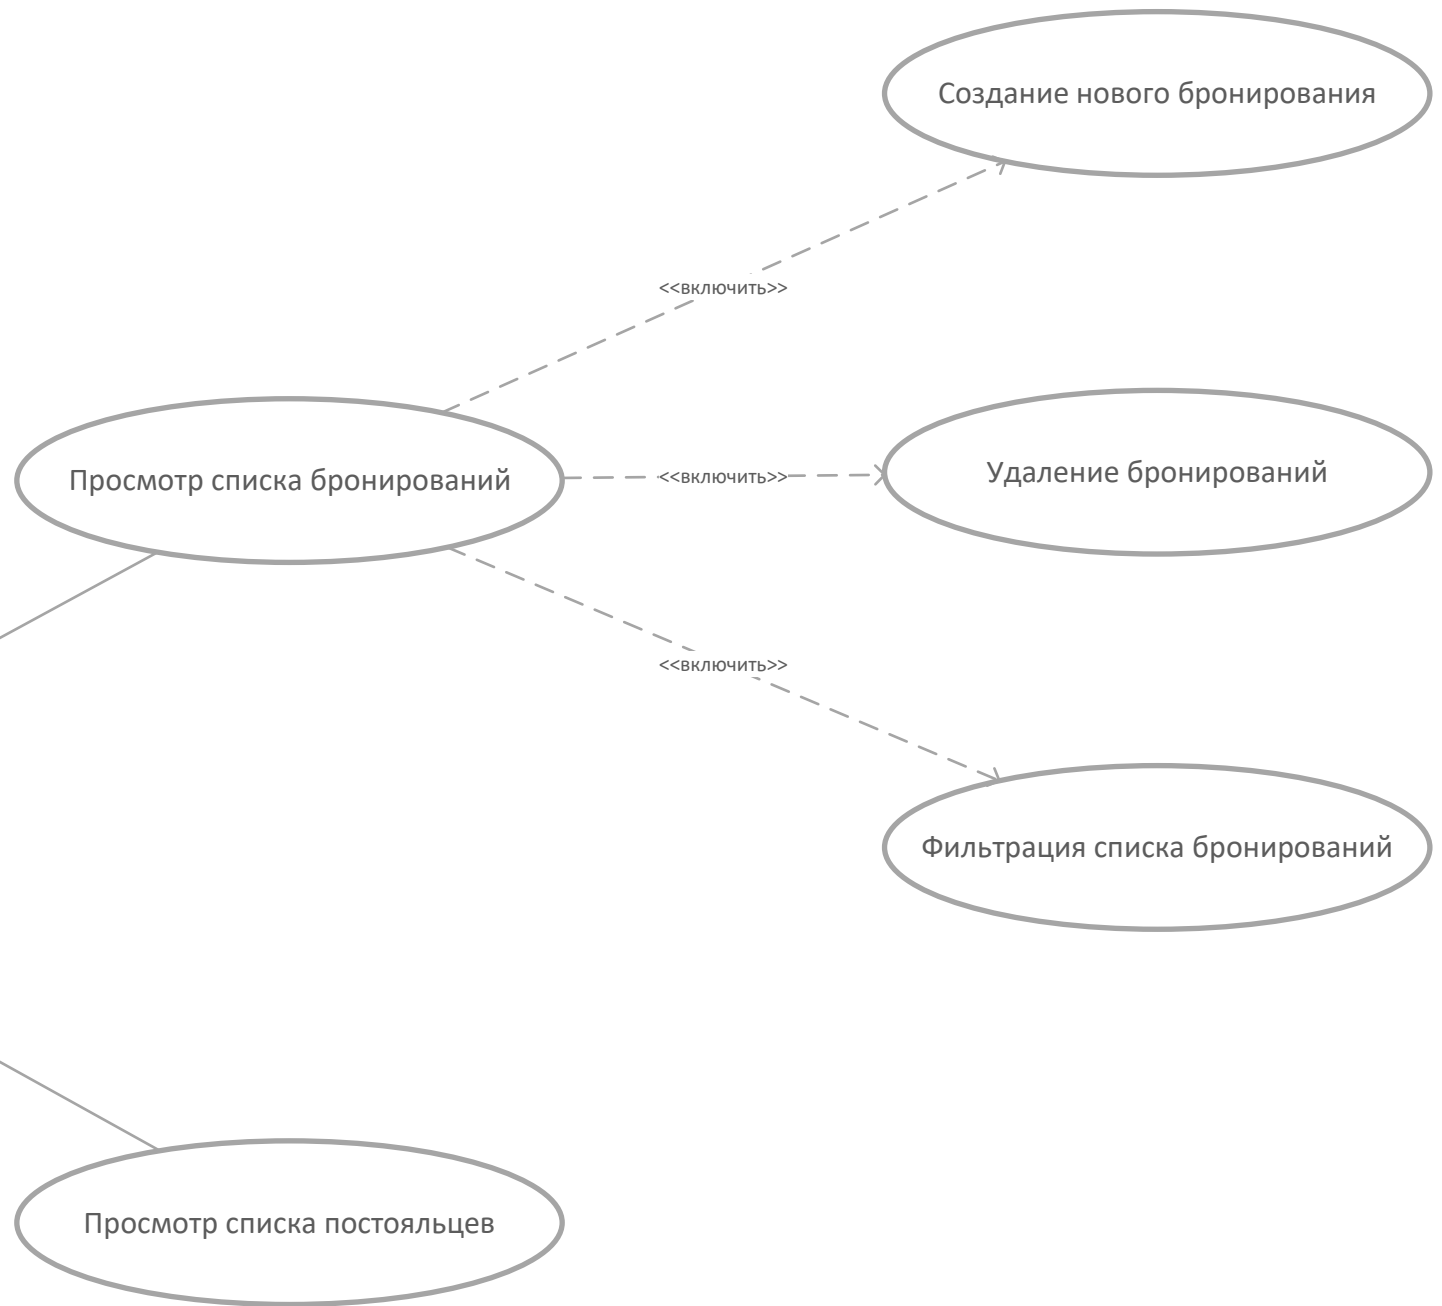 Создание нового бронирования
<<включить>>
Просмотр списка бронирований
<<включить>>
Удаление бронирований
<<включить>>
Фильтрация списка бронирований
Просмотр списка постояльцев